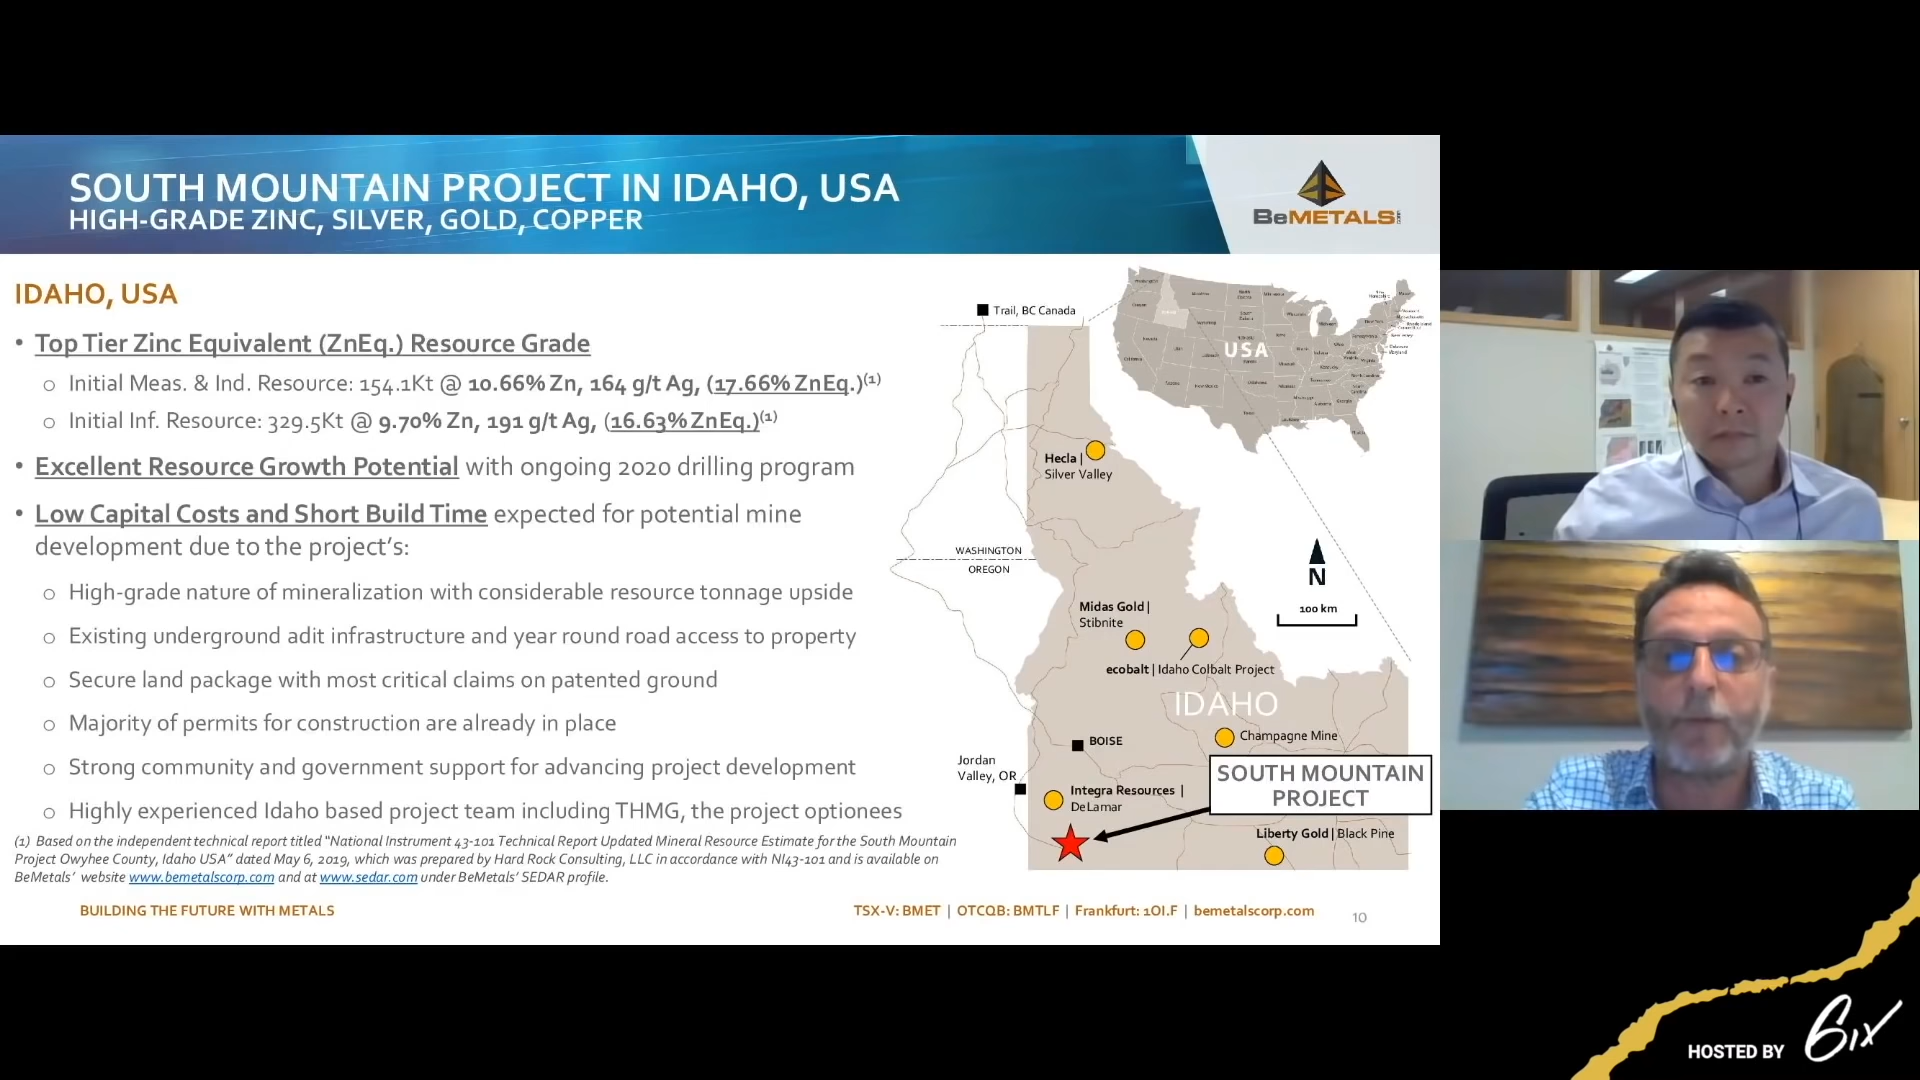 SOUTH MOUNTAIN PROJECT IN IDAHO, USA
HIGH-GRADE ZINC, SILVER, GOLD, COPPER
BeMETALS
IDAHO, USA
• Top Tier Zinc Equivalent (ZnEq.) Resource Grade
o Initial Meas. & Ind. Resource: 154.1Kt @ 10.66% Zn, 164 g/t Ag, (17.66% ZnEq.)(1)
o Initial Inf. Resource: 329.5Kt @ 9.70% Zn, 191 g/t Ag, (16.63% ZnEq.)(1)
• Excellent Resource Growth Potential with ongoing 2020 drilling program
• Low Capital Costs and Short Build Time expected for potential mine
development due to the project's:
o High-grade nature of mineralization with considerable resource tonnage upside
o Existing underground adit infrastructure and year round road access to property
o Secure land package with most critical claims on patented ground
o Majority of permits for construction are already in place
o Strong community and government support for advancing project development
o Highly experienced Idaho based project team including THMG, the project optionees
(1) Based on the independent technical report titled "National Instrument 43-101 Technical Report Updated Mineral Resource Estimate for the South Mountain
Project Owyhee County, Idaho USA" dated May 6, 2019, which was prepared by Hard Rock Consulting, LLC in accordance with NI43-101 and is available on
BeMetals' website www.bemetalscorp.com and at www.sedar.com under BeMetals' SEDAR profile.
Trail, BC Canada
USA
Hecla |
Silver Valley
WASHINGTON
OREGON
N
100 km
Midas Gold |
Stibnite
ecobalt | Idaho Colbalt Project
IDAHO
Champagne Mine
BOISE
Jordan
Valley, OR
Integra Resources |
DeLamar
SOUTH MOUNTAIN
PROJECT
Liberty Gold | Black Pine
BUILDING THE FUTURE WITH METALS
TSX-V: BMET | OTCQB: BMTLF | Frankfurt: 1OI.F | bemetalscorp.com
10
HOSTED BY 6ix